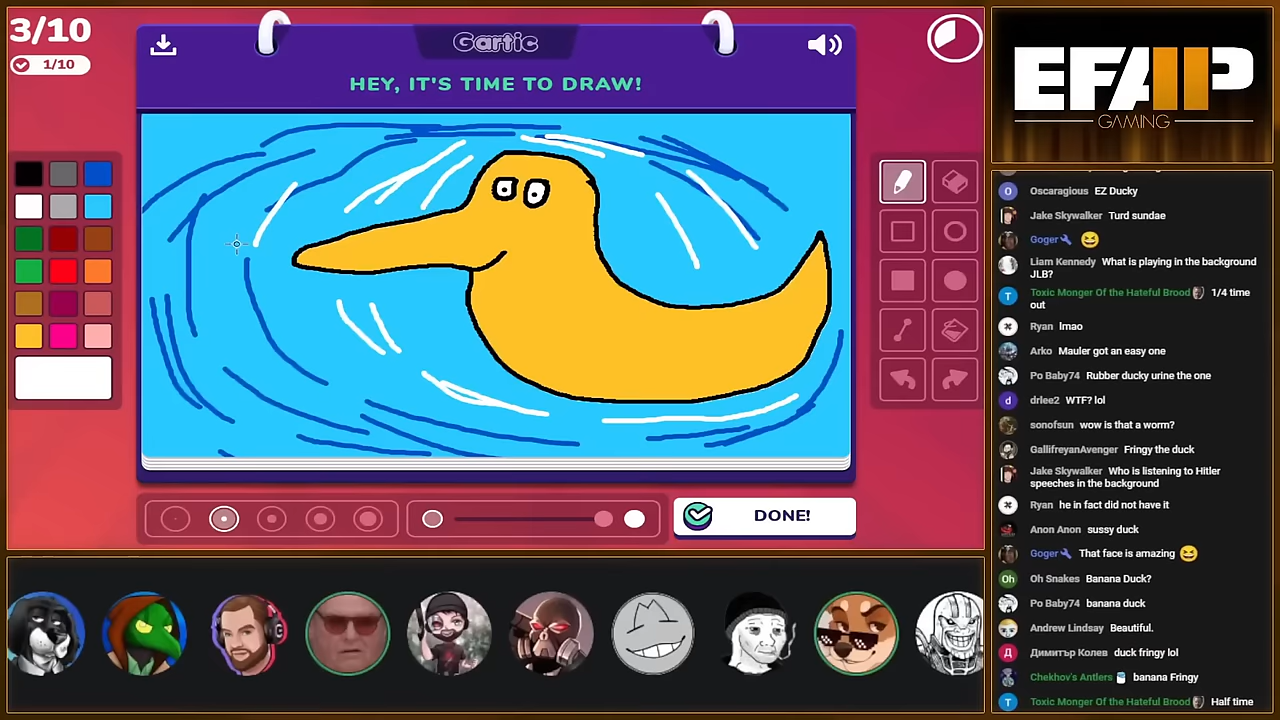 3/10
1/10
Gartic
HEY, IT'S TIME TO DRAW!
DONE!
EFAP
GAMING
Oscaragious EZ Ducky
Jake Skywalker Turd sundae
Goger
Liam Kennedy What is playing in the background
JLB?
Toxic Monger Of the Hateful Brood 1/4 time
out
Ryan lmao
Arko Mauler got an easy one
Po Baby74 Rubber ducky urine the one
drlee2 WTF? lol
sonofsun wow is that a worm?
GallifreyanAvenger Fringy the duck
Jake Skywalker Who is listening to Hitler
speeches in the background
Ryan he in fact did not have it
Anon Anon sussy duck
Goger That face is amazing
Oh Snakes Banana Duck?
Po Baby74 banana duck
Andrew Lindsay Beautiful.
Димитър Колев duck fringy lol
Chekhov's Antlers banana Fringy
Toxic Monger Of the Hateful Brood Half time